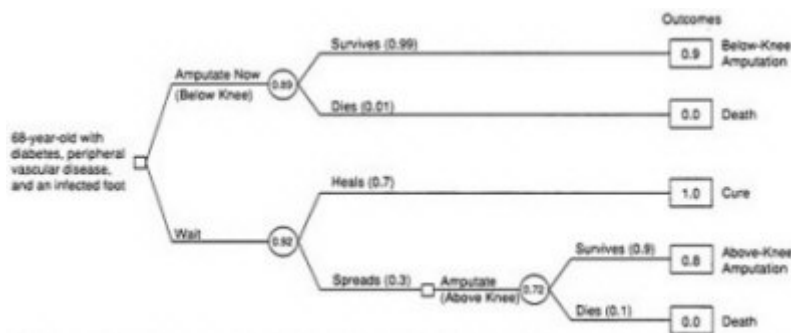 Outcomes
Survives (0.99)
0.9
Below-Knee
Amputation
Amputate Now
(Below Knee)
0.89
Dies (0.01)
0.0
Death
68-year-old with
diabetes, peripheral
vascular disease,
and an infected foot
Heals (0.7)
1.0
Cure
Wait
0.92
Survives (0.9)
0.8
Above-Knee
Amputation
Spreads (0.3)
Amputate
(Above Knee)
0.72
Dies (0.1)
0.0
Death